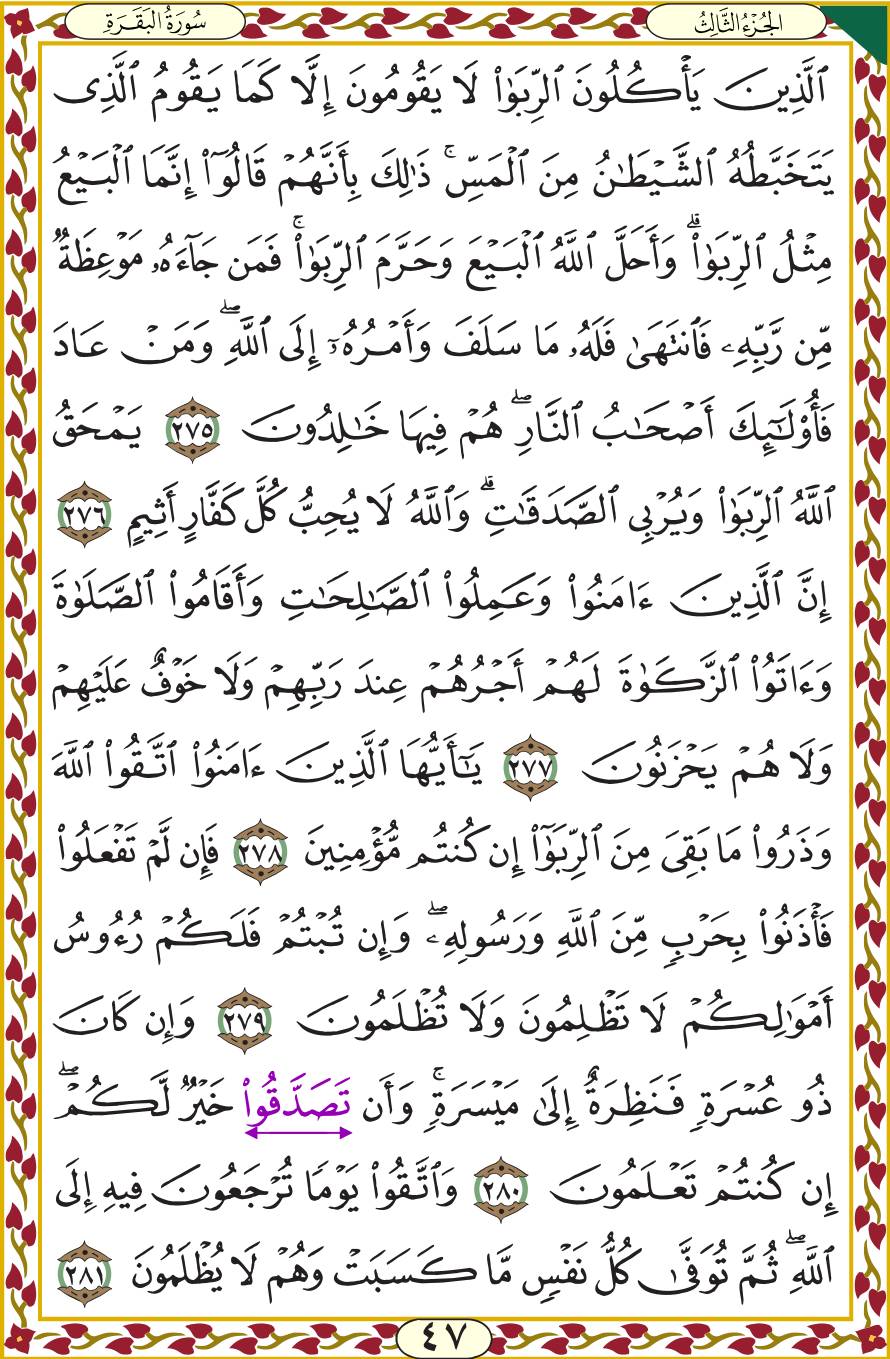 سُورَةُ البَقَرَةِ
الجُزْءُ الثَّالِثُ
ٱلَّذِينَ يَأْكُلُونَ ٱلرِّبَوٰا۟ لَا يَقُومُونَ إِلَّا كَمَا يَقُومُ ٱلَّذِى
يَتَخَبَّطُهُ ٱلشَّيْطَٰنُ مِنَ ٱلْمَسِّ ۚ ذَٰلِكَ بِأَنَّهُمْ قَالُوٓا۟ إِنَّمَا ٱلْبَيْعُ
مِثْلُ ٱلرِّبَوٰا۟ ۗ وَأَحَلَّ ٱللَّهُ ٱلْبَيْعَ وَحَرَّمَ ٱلرِّبَوٰا۟ ۚ فَمَن جَآءَهُۥ مَوْعِظَةٌ
مِّن رَّبِّهِۦ فَٱنتَهَىٰ فَلَهُۥ مَا سَلَفَ وَأَمْرُهُۥٓ إِلَى ٱللَّهِ ۖ وَمَنْ عَادَ
فَأُو۟لَٰٓئِكَ أَصْحَٰبُ ٱلنَّارِ ۖ هُمْ فِيهَا خَٰلِدُونَ ٢٧٥ يَمْحَقُ
ٱللَّهُ ٱلرِّبَوٰا۟ وَيُرْبِى ٱلصَّدَقَٰتِ ۗ وَٱللَّهُ لَا يُحِبُّ كُلَّ كَفَّارٍ أَثِيمٍ ٢٧٦
إِنَّ ٱلَّذِينَ ءَامَنُوا۟ وَعَمِلُوا۟ ٱلصَّٰلِحَٰتِ وَأَقَامُوا۟ ٱلصَّلَوٰةَ
وَءَاتَوُا۟ ٱلزَّكَوٰةَ لَهُمْ أَجْرُهُمْ عِندَ رَبِّهِمْ وَلَا خَوْفٌ عَلَيْهِمْ
وَلَا هُمْ يَحْزَنُونَ ٢٧٧ يَٰٓأَيُّهَا ٱلَّذِينَ ءَامَنُوا۟ ٱتَّقُوا۟ ٱللَّهَ
وَذَرُوا۟ مَا بَقِىَ مِنَ ٱلرِّبَوٰٓا۟ إِن كُنتُم مُّؤْمِنِينَ ٢٧٨ فَإِن لَّمْ تَفْعَلُوا۟
فَأْذَنُوا۟ بِحَرْبٍ مِّنَ ٱللَّهِ وَرَسُولِهِۦ ۖ وَإِن تُبْتُمْ فَلَكُمْ رُءُوسُ
أَمْوَٰلِكُمْ لَا تَظْلِمُونَ وَلَا تُظْلَمُونَ ٢٧٩ وَإِن كَانَ
ذُو عُسْرَةٍ فَنَظِرَةٌ إِلَىٰ مَيْسَرَةٍ ۚ وَأَن تَصَدَّقُوا۟ خَيْرٌ لَّكُمْ ۖ
إِن كُنتُمْ تَعْلَمُونَ ٢٨٠ وَٱتَّقُوا۟ يَوْمًا تُرْجَعُونَ فِيهِ إِلَى
ٱللَّهِ ۖ ثُمَّ تُوَفَّىٰ كُلُّ نَفْسٍ مَّا كَسَبَتْ وَهُمْ لَا يُظْلَمُونَ ٢٨١
٤٧